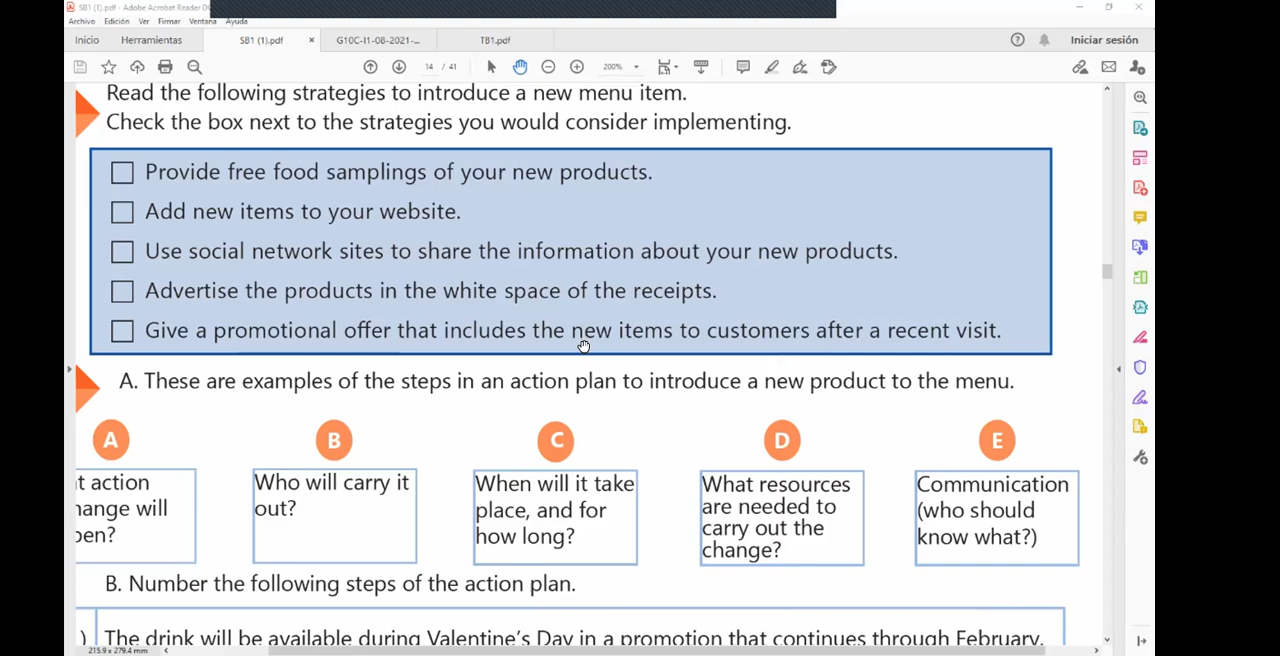 SB1 (1).pdf - Adobe Acrobat Reader D
Archivo Edición Ver Firmar Ventana Ayuda
Inicio Herramientas SB1 (1).pdf × G10C-I1-08-2021-... TB1.pdf Iniciar sesión
14 / 41 200%
Read the following strategies to introduce a new menu item.
Check the box next to the strategies you would consider implementing.
Provide free food samplings of your new products.
Add new items to your website.
Use social network sites to share the information about your new products.
Advertise the products in the white space of the receipts.
Give a promotional offer that includes the new items to customers after a recent visit.
A. These are examples of the steps in an action plan to introduce a new product to the menu.
A B C D E
t action
hange will
pen?
Who will carry it
out?
When will it take
place, and for
how long?
What resources
are needed to
carry out the
change?
Communication
(who should
know what?)
B. Number the following steps of the action plan.
) The drink will be available during Valentine's Day in a promotion that continues through February.
215.9 x 279.4 mm